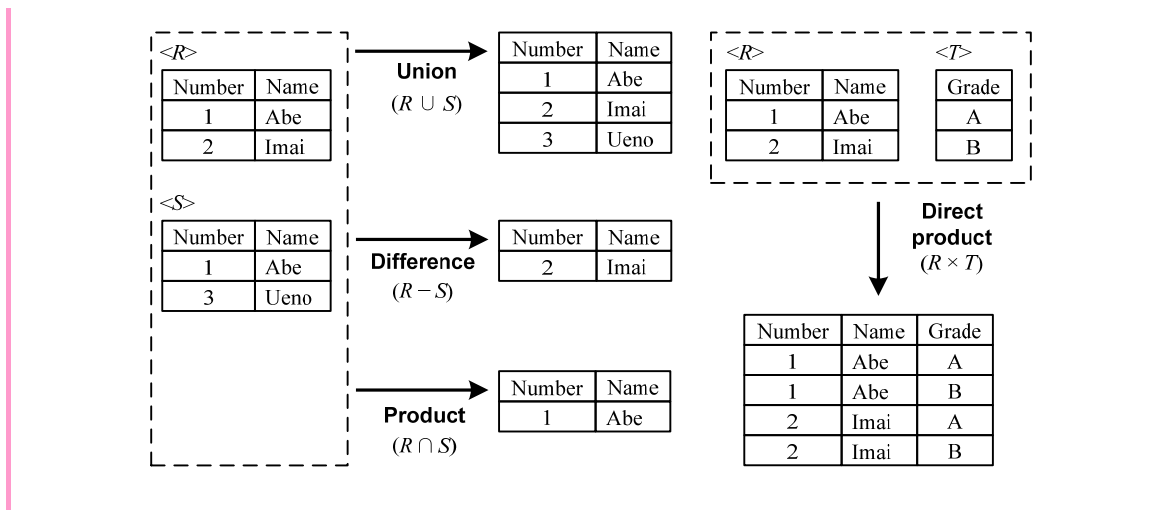 <R>
Number Name
1 Abe
2 Imai
<S>
Number Name
1 Abe
3 Ueno
Union
(R ∪ S)
Number Name
1 Abe
2 Imai
3 Ueno
Difference
(R − S)
Number Name
2 Imai
Product
(R ∩ S)
Number Name
1 Abe
<R>
Number Name
1 Abe
2 Imai
<T>
Grade
A
B
Direct
product
(R × T)
Number Name Grade
1 Abe A
1 Abe B
2 Imai A
2 Imai B